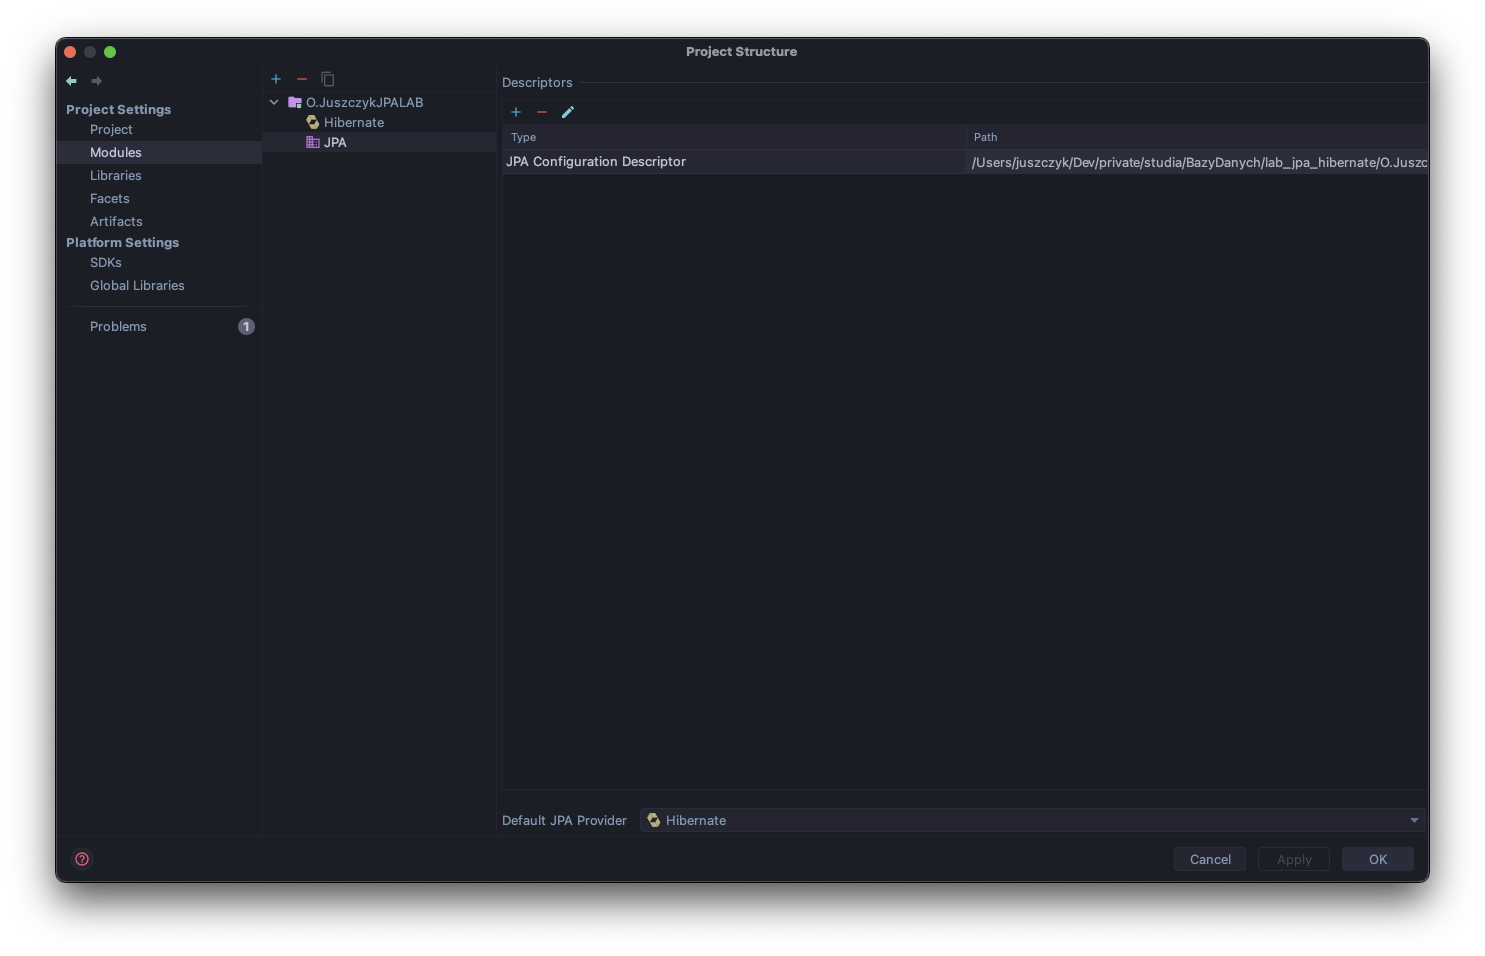 Project Structure
Project Settings
Project
Modules
Libraries
Facets
Artifacts
Platform Settings
SDKs
Global Libraries
Problems 1
O.JuszczykJPALAB
Hibernate
JPA
Descriptors
Type Path
JPA Configuration Descriptor /Users/juszczyk/Dev/private/studia/BazyDanych/lab_jpa_hibernate/O.Juszc
Default JPA Provider Hibernate
? Cancel Apply OK